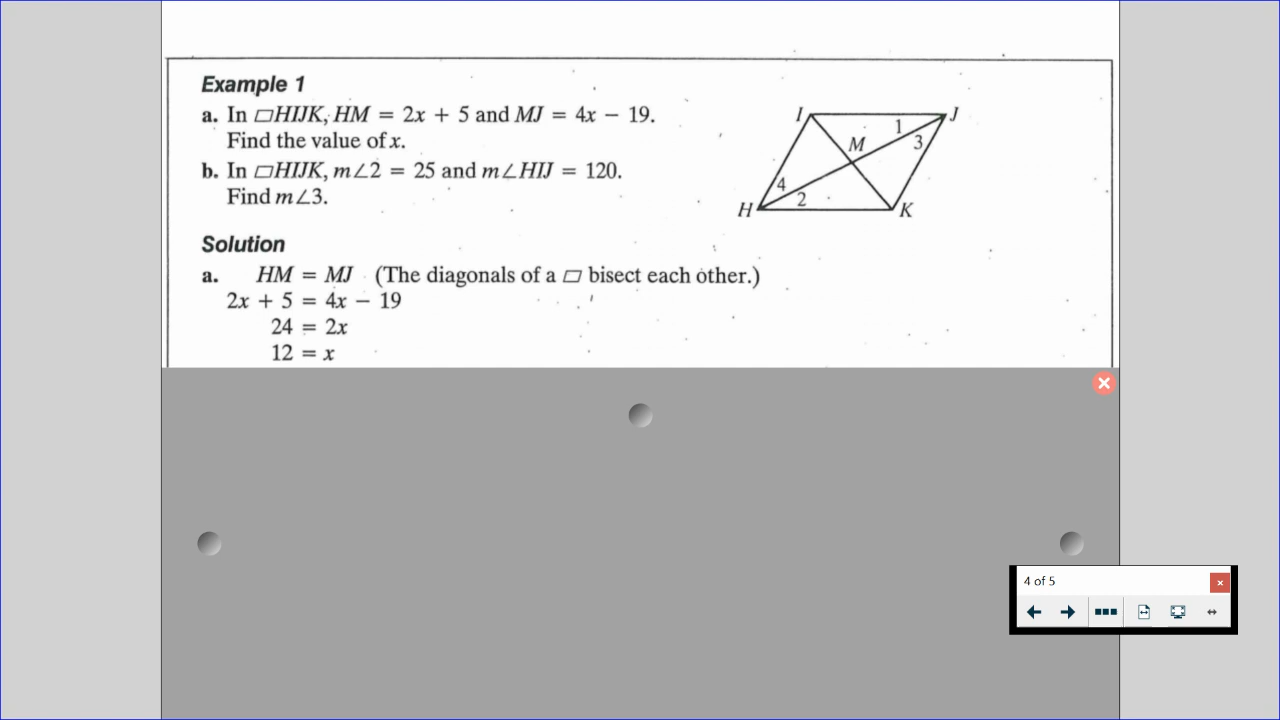 Example 1
a. In ▱HIJK, HM = 2x + 5 and MJ = 4x − 19.
Find the value of x.
b. In ▱HIJK, m∠2 = 25 and m∠HIJ = 120.
Find m∠3.
I
J
1
M
3
4
2
H
K
Solution
a. HM = MJ (The diagonals of a ▱ bisect each other.)
2x + 5 = 4x − 19
24 = 2x
12 = x
4 of 5